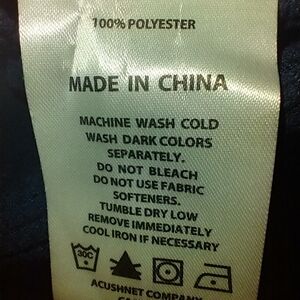 100% POLYESTER
MADE IN CHINA
MACHINE WASH COLD
WASH DARK COLORS
SEPARATELY.
DO NOT BLEACH
DO NOT USE FABRIC
SOFTENERS.
TUMBLE DRY LOW
REMOVE IMMEDIATELY
COOL IRON IF NECESSARY
30C
ACUSHNET COMPANY